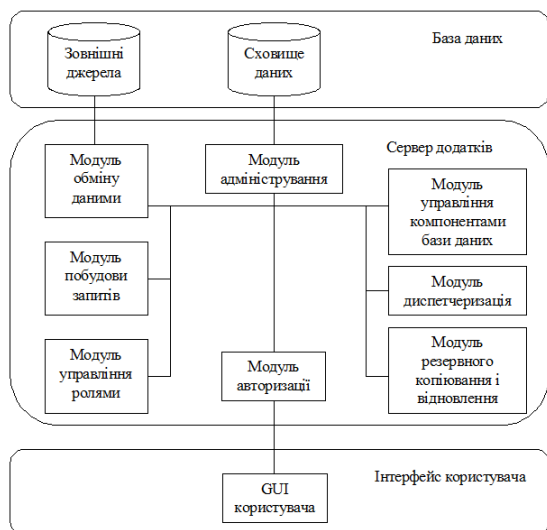 База даних
Зовнішні
джерела
Сховище
даних
Сервер додатків
Модуль
обміну
даними
Модуль
адміністрування
Модуль
управління
компонентами
бази даних
Модуль
побудови
запитів
Модуль
диспетчеризація
Модуль
управління
ролями
Модуль
авторизації
Модуль
резервного
копіювання і
відновлення
Інтерфейс користувача
GUI
користувача